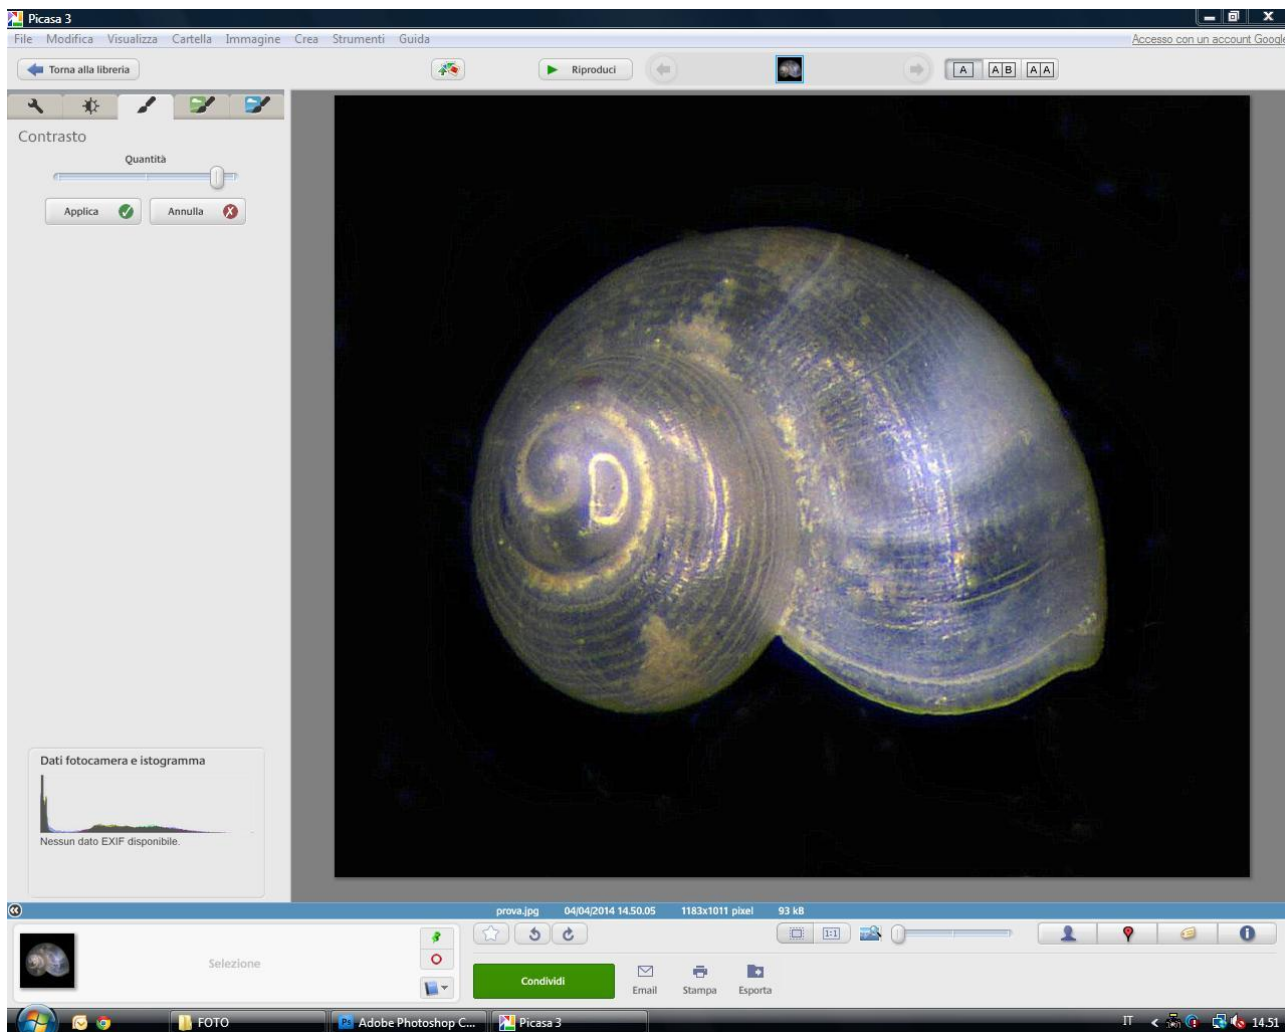 Picasa 3
File Modifica Visualizza Cartella Immagine Crea Strumenti Guida
Accesso con un account Google
Torna alla libreria
Riproduci
A A B A A
Contrasto
Quantità
Applica Annulla
Dati fotocamera e istogramma
Nessun dato EXIF disponibile.
prova.jpg 04/04/2014 14.50.05 1183x1011 pixel 93 kB
1:1
Selezione
Condividi
Email Stampa Esporta
FOTO
Ps Adobe Photoshop C...
Picasa 3
IT
14.51